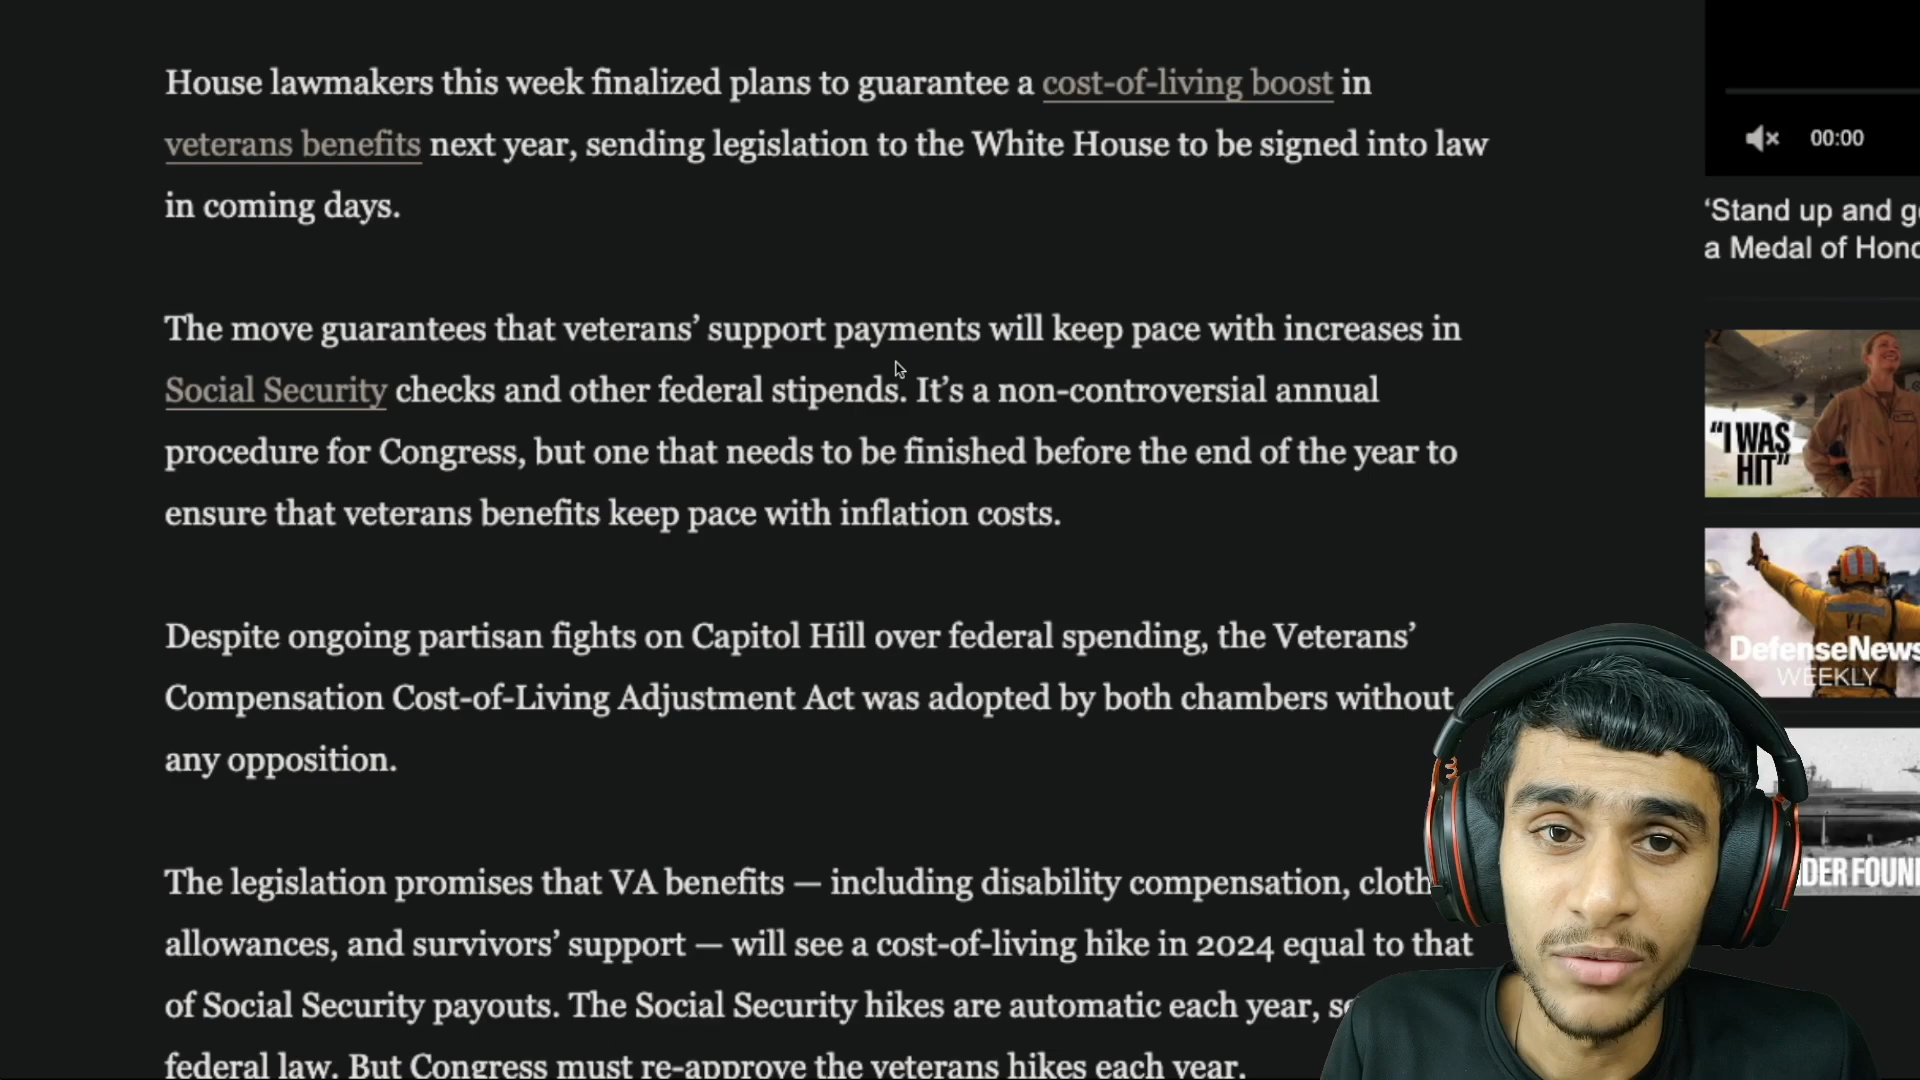 House lawmakers this week finalized plans to guarantee a cost-of-living boost in
veterans benefits next year, sending legislation to the White House to be signed into law
in coming days.
The move guarantees that veterans’ support payments will keep pace with increases in
Social Security checks and other federal stipends. It’s a non-controversial annual
procedure for Congress, but one that needs to be finished before the end of the year to
ensure that veterans benefits keep pace with inflation costs.
Despite ongoing partisan fights on Capitol Hill over federal spending, the Veterans’
Compensation Cost-of-Living Adjustment Act was adopted by both chambers without
any opposition.
The legislation promises that VA benefits — including disability compensation, cloth
allowances, and survivors’ support — will see a cost-of-living hike in 2024 equal to that
of Social Security payouts. The Social Security hikes are automatic each year,
federal law. But Congress must re-approve the veterans hikes each year.
00:00
‘Stand up and
a Medal of
“I WAS
HIT”
DefenseNews
WEEKLY